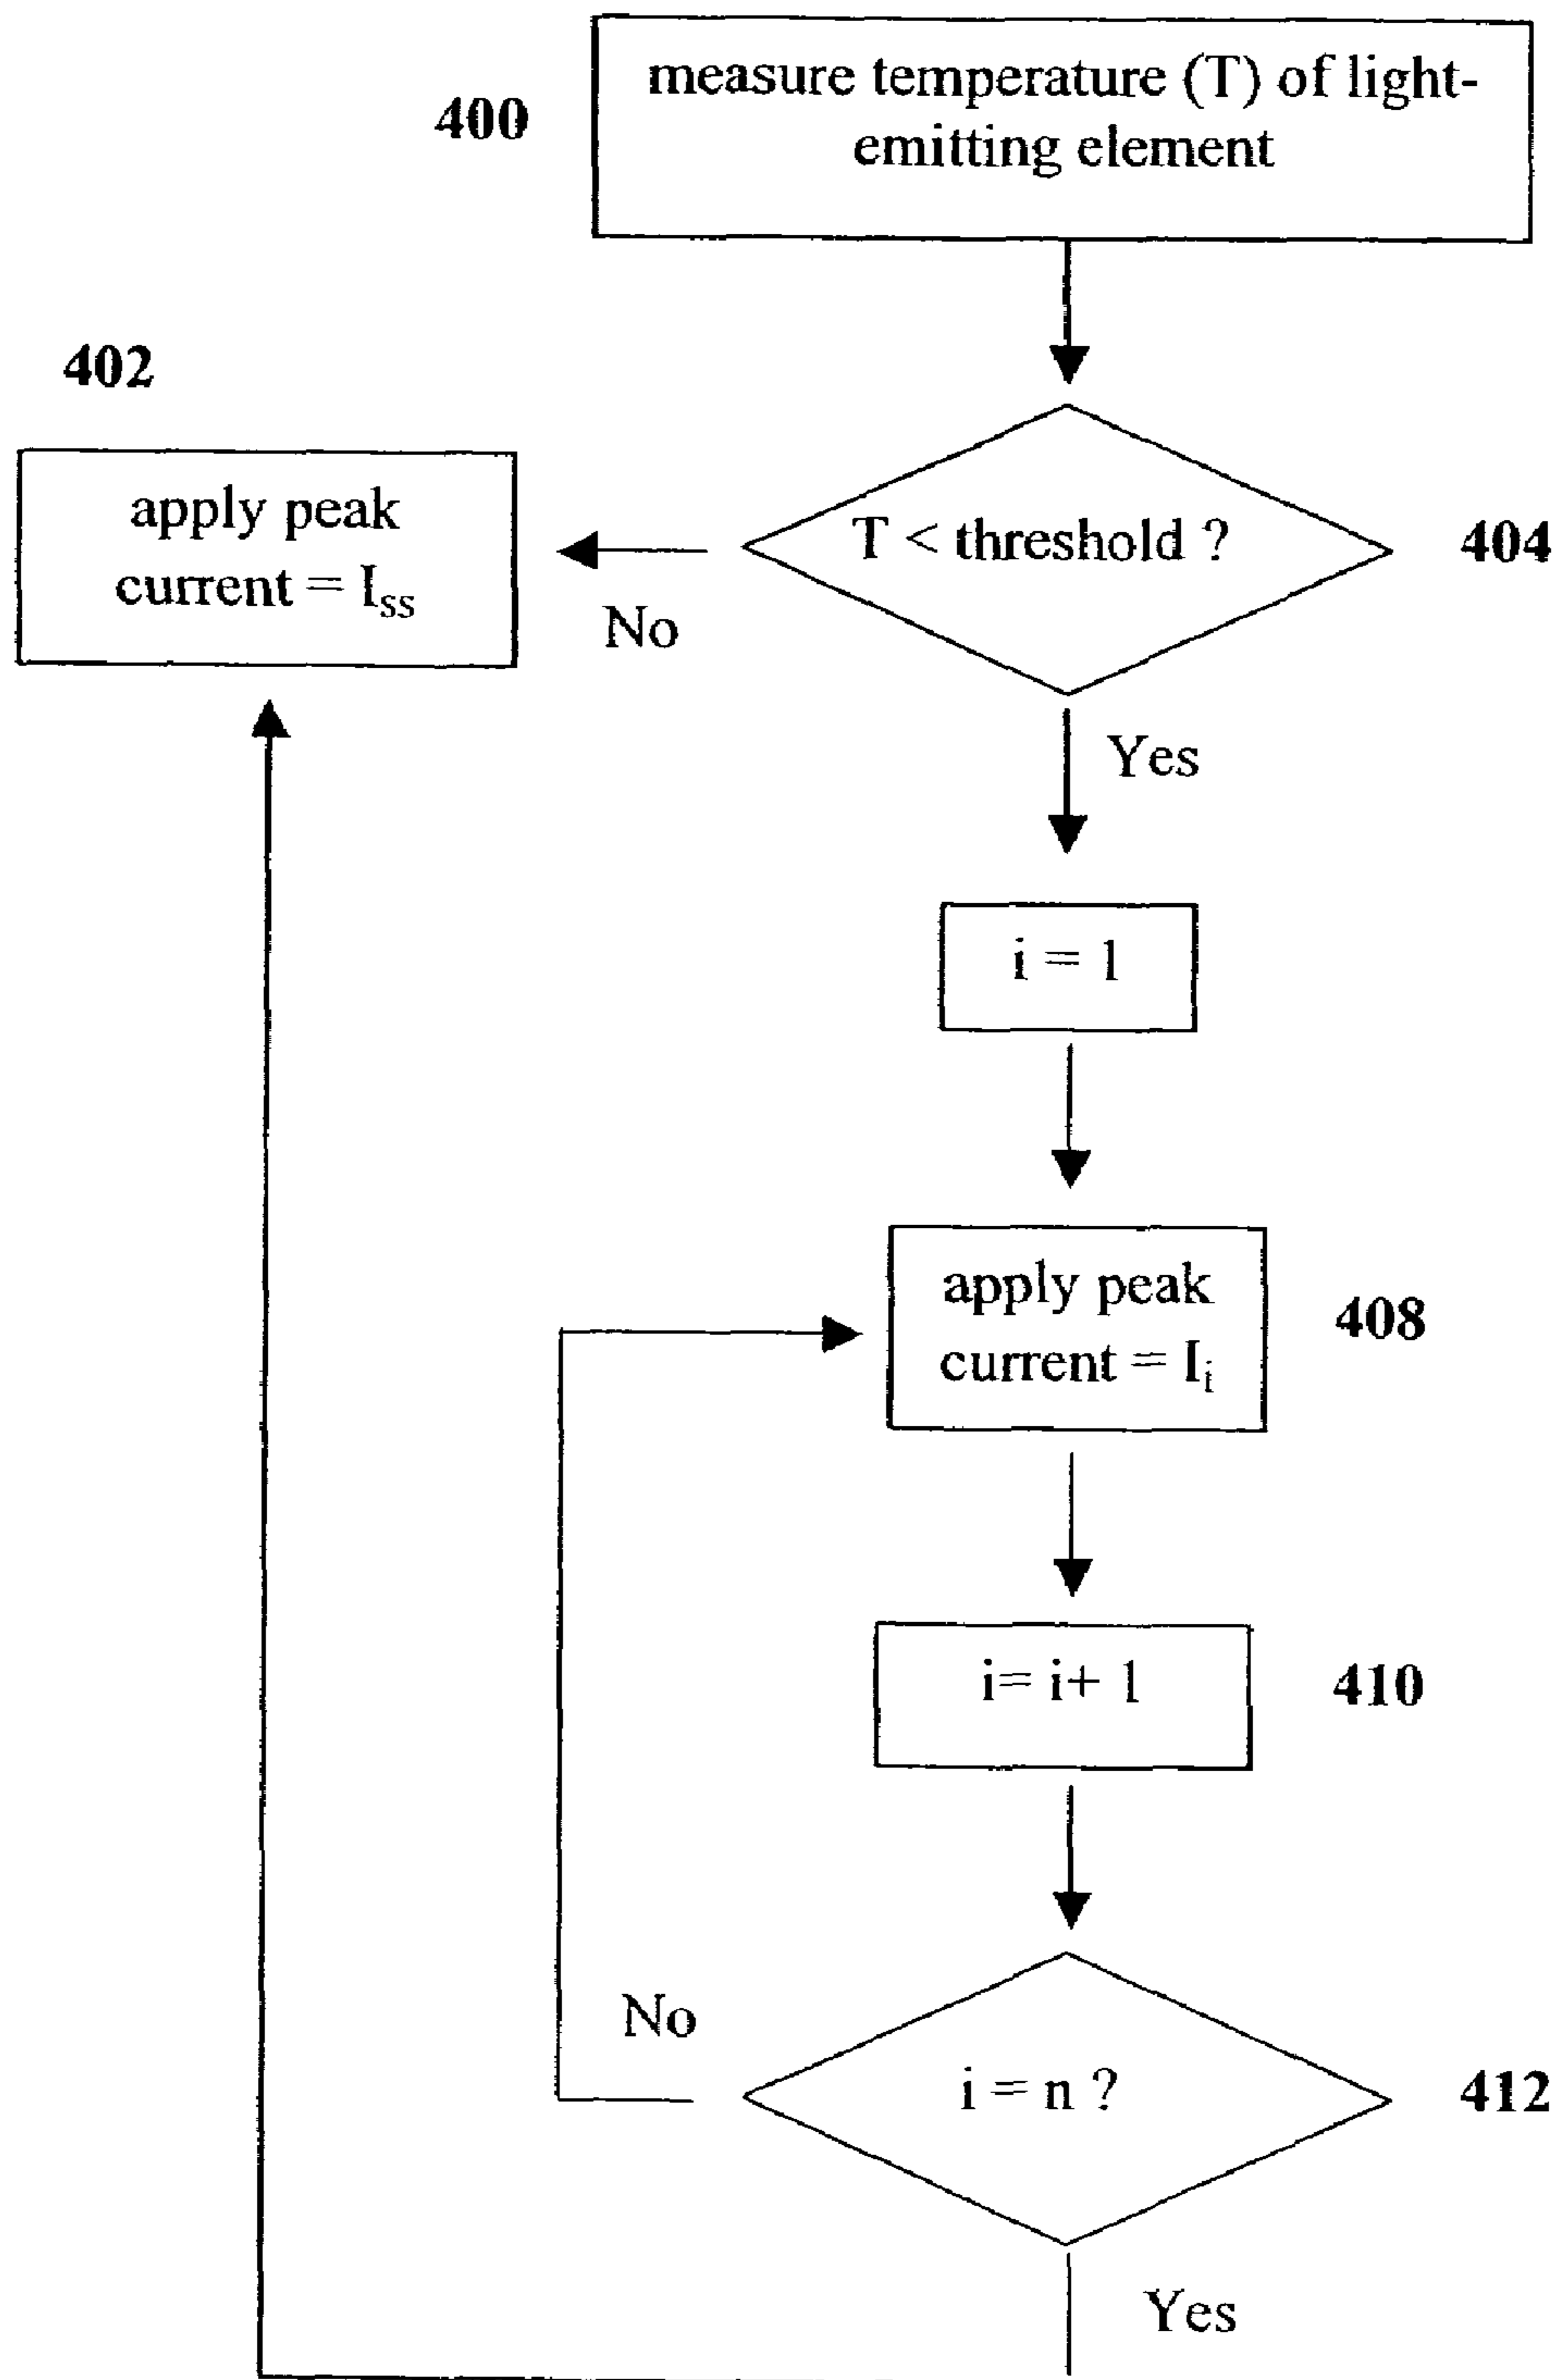 400
measure temperature (T) of light-
emitting element
402
apply peak
current = Iss
T < threshold ?
404
No
Yes
i = 1
apply peak
current = Ii
408
i= i+ 1
410
No
i = n ?
412
Yes